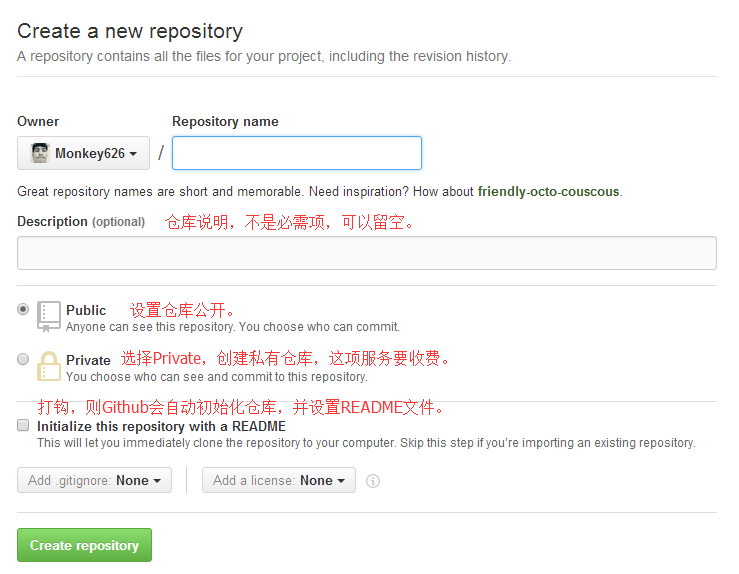 Create a new repository
A repository contains all the files for your project, including the revision history.
Owner
Repository name
Monkey626
/
Great repository names are short and memorable. Need inspiration? How about friendly-octo-couscous.
Description (optional) 仓库说明，不是必需项，可以留空。
Public 设置仓库公开。
Anyone can see this repository. You choose who can commit.
Private 选择Private，创建私有仓库，这项服务要收费。
You choose who can see and commit to this repository.
打钩，则Github会自动初始化仓库，并设置README文件。
Initialize this repository with a README
This will let you immediately clone the repository to your computer. Skip this step if you’re importing an existing repository.
Add .gitignore: None
Add a license: None
Create repository